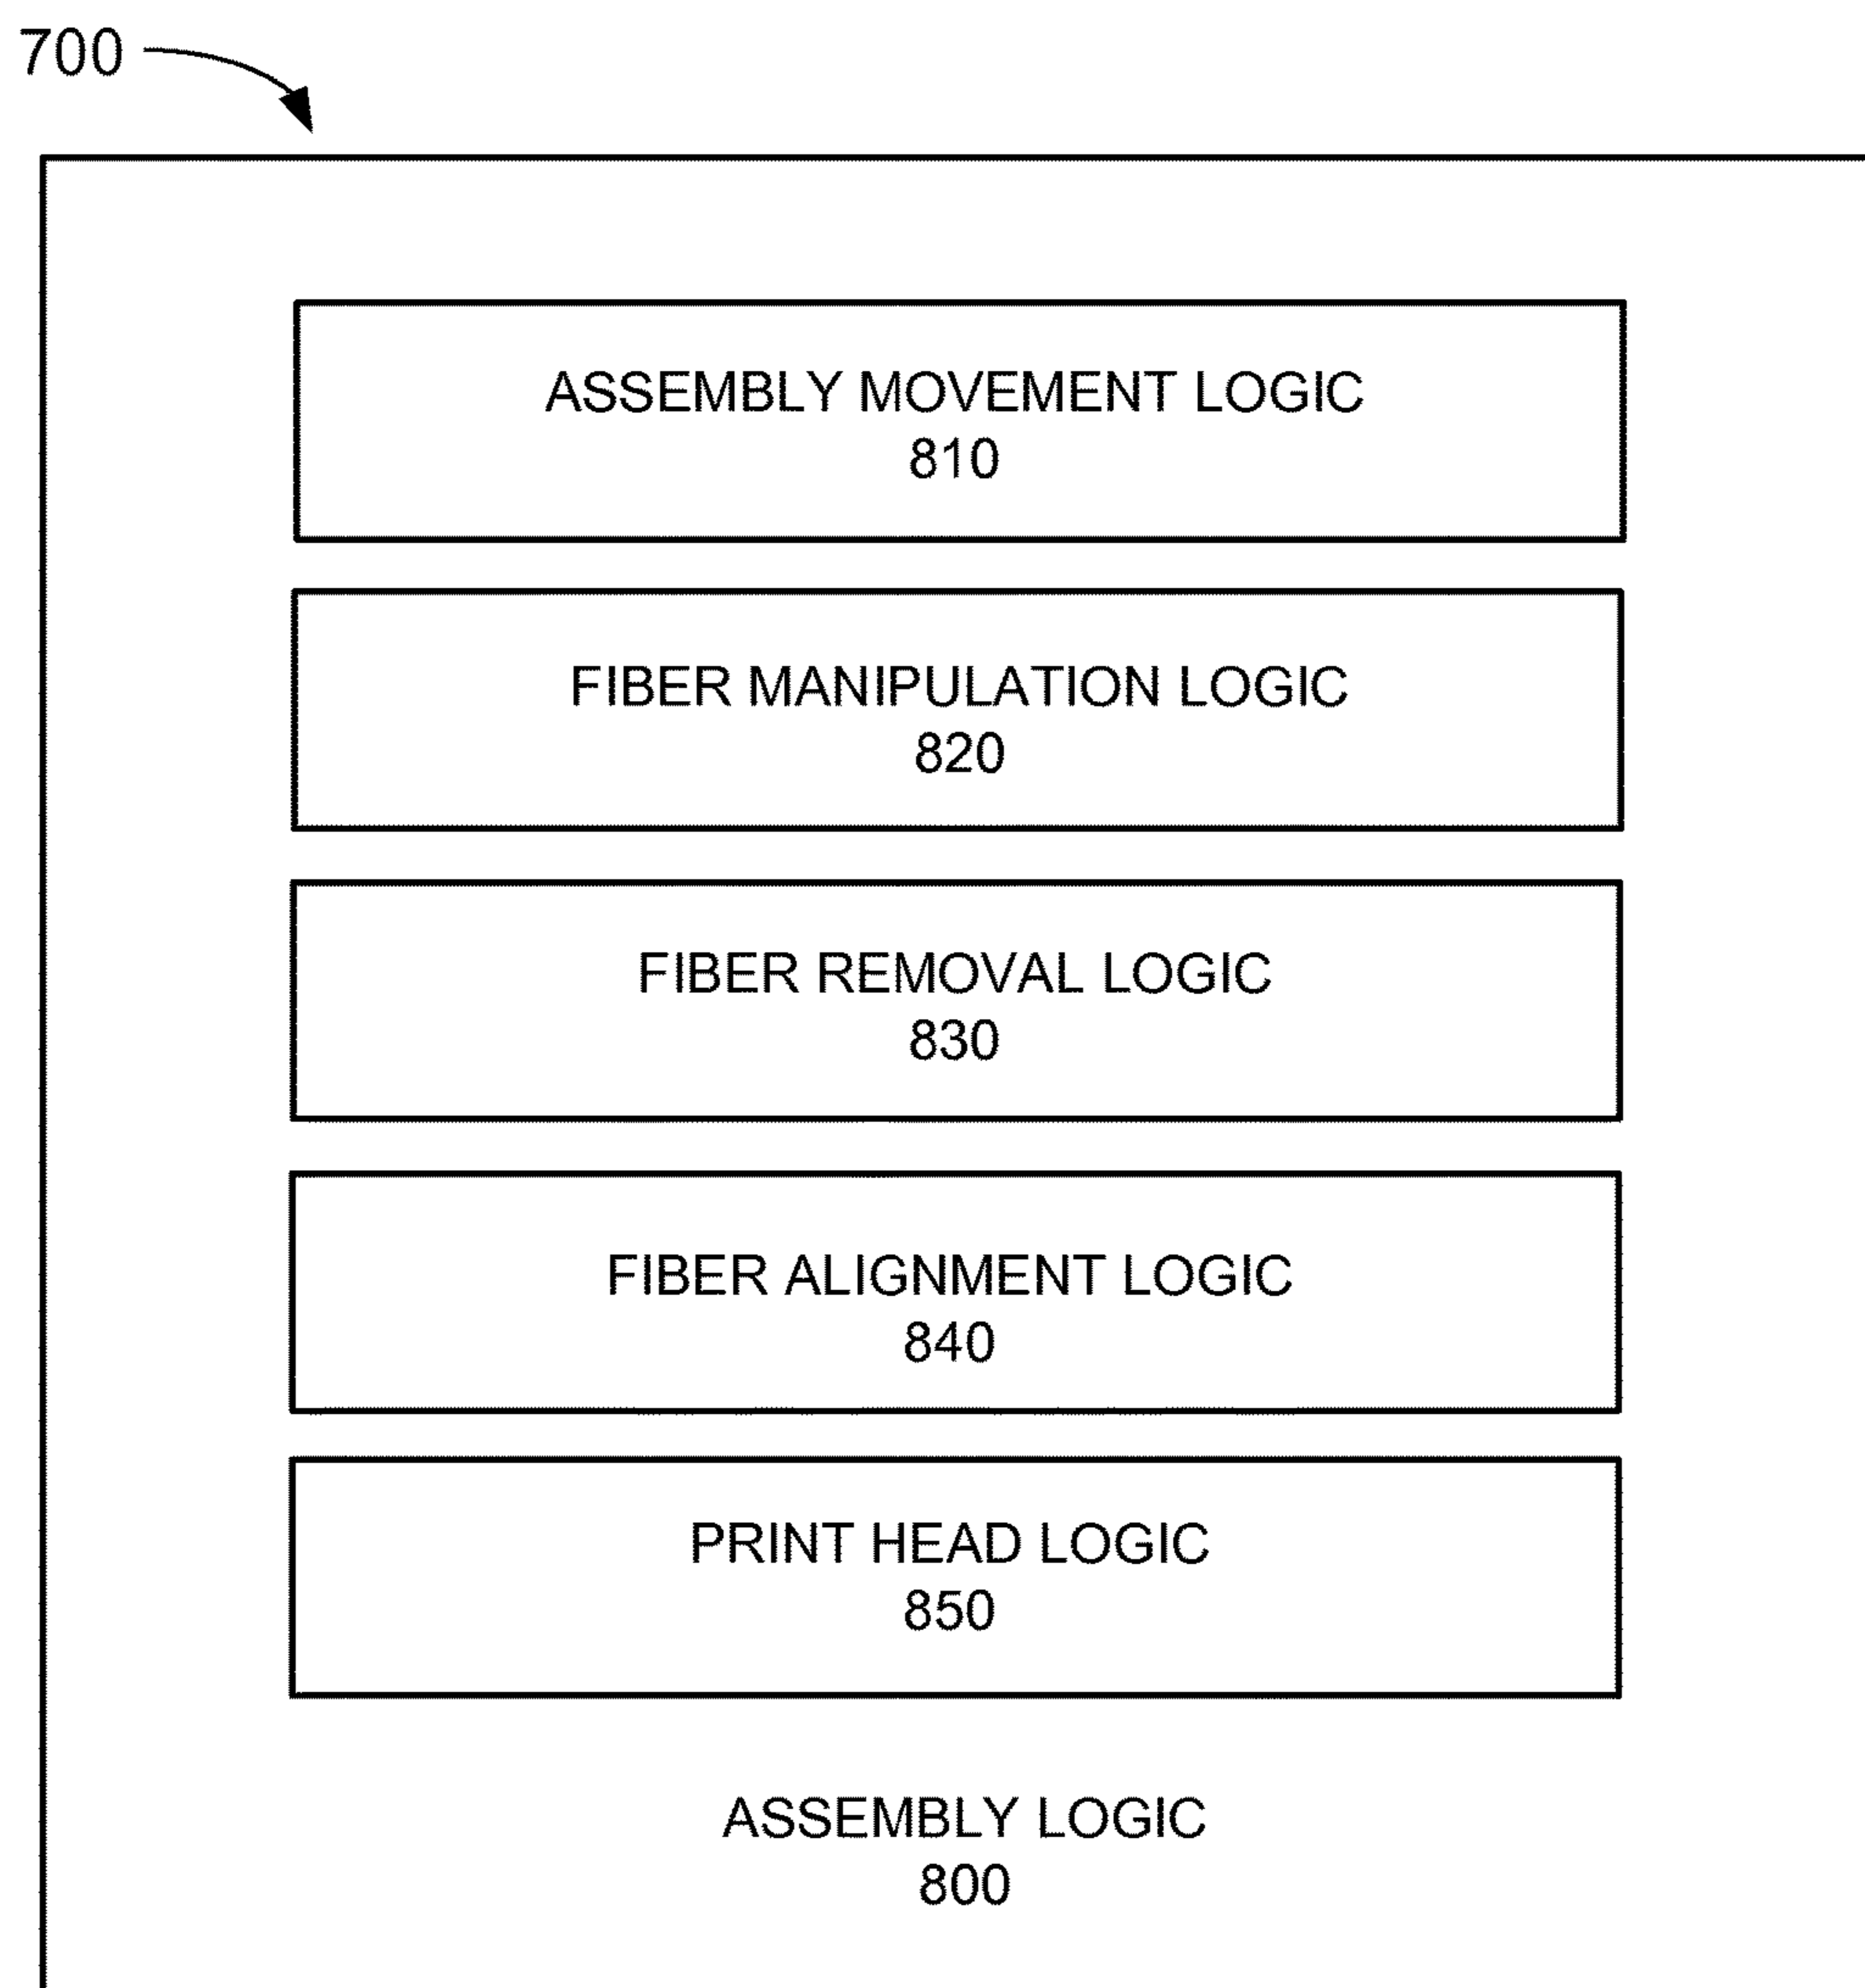 700
ASSEMBLY MOVEMENT LOGIC
810
FIBER MANIPULATION LOGIC
820
FIBER REMOVAL LOGIC
830
FIBER ALIGNMENT LOGIC
840
PRINT HEAD LOGIC
850
ASSEMBLY LOGIC
800